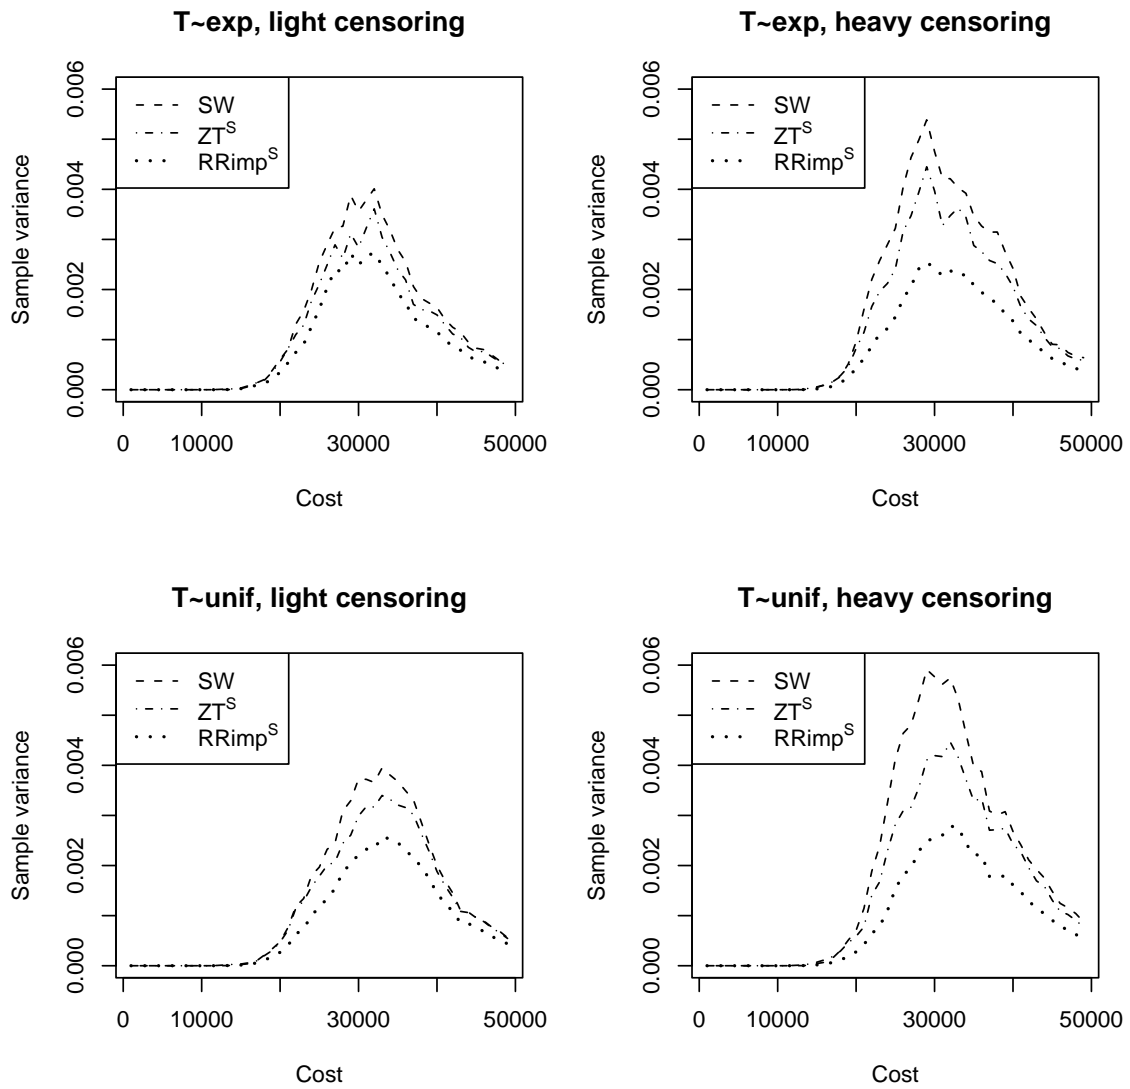 T~exp, light censoring
Sample variance
0.000 0.002 0.004 0.006
SW
ZT^S
RRimp^S
0 10000 30000 50000
Cost
T~exp, heavy censoring
Sample variance
0.000 0.002 0.004 0.006
SW
ZT^S
RRimp^S
0 10000 30000 50000
Cost
T~unif, light censoring
Sample variance
0.000 0.002 0.004 0.006
SW
ZT^S
RRimp^S
0 10000 30000 50000
Cost
T~unif, heavy censoring
Sample variance
0.000 0.002 0.004 0.006
SW
ZT^S
RRimp^S
0 10000 30000 50000
Cost